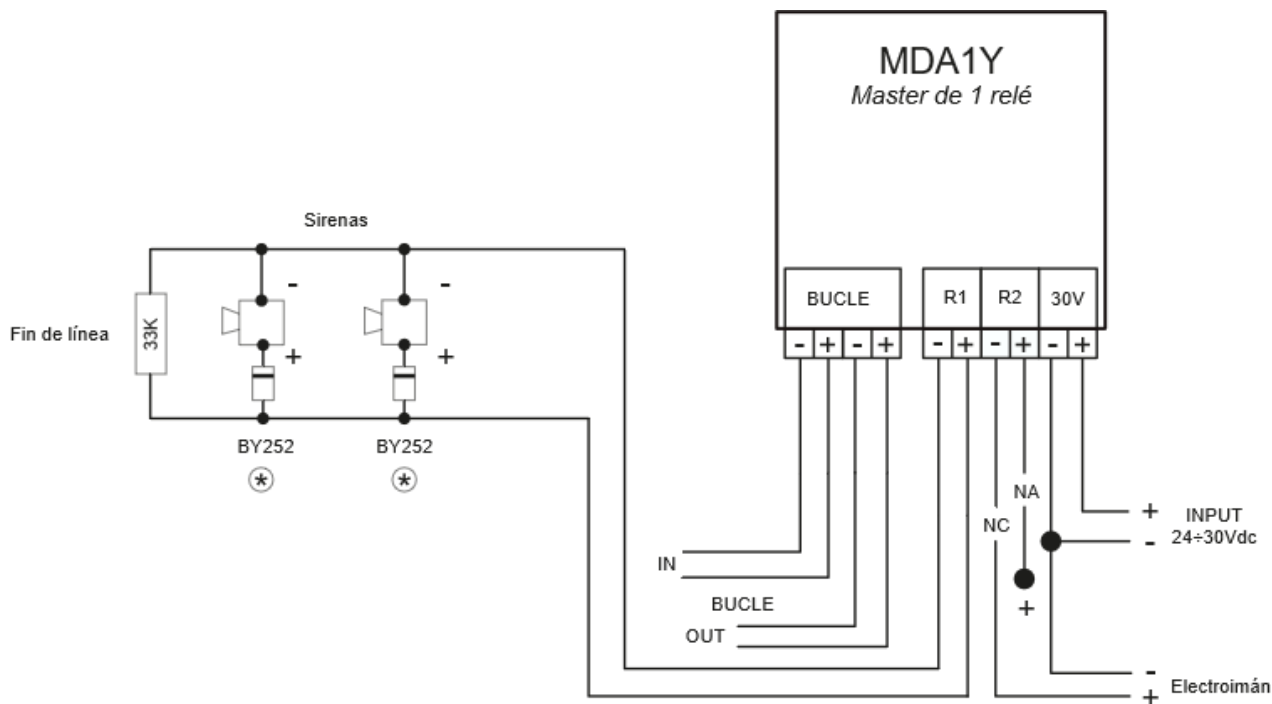 MDA1Y
Master de 1 relé
BUCLE
R1
R2
30V
- + - +
- + - + - +
Sirenas
-
-
Fin de línea
33K
+
+
BY252
BY252
*
*
NA
NC
+
INPUT
-
24÷30Vdc
IN
+
BUCLE
OUT
-
Electroimán
+